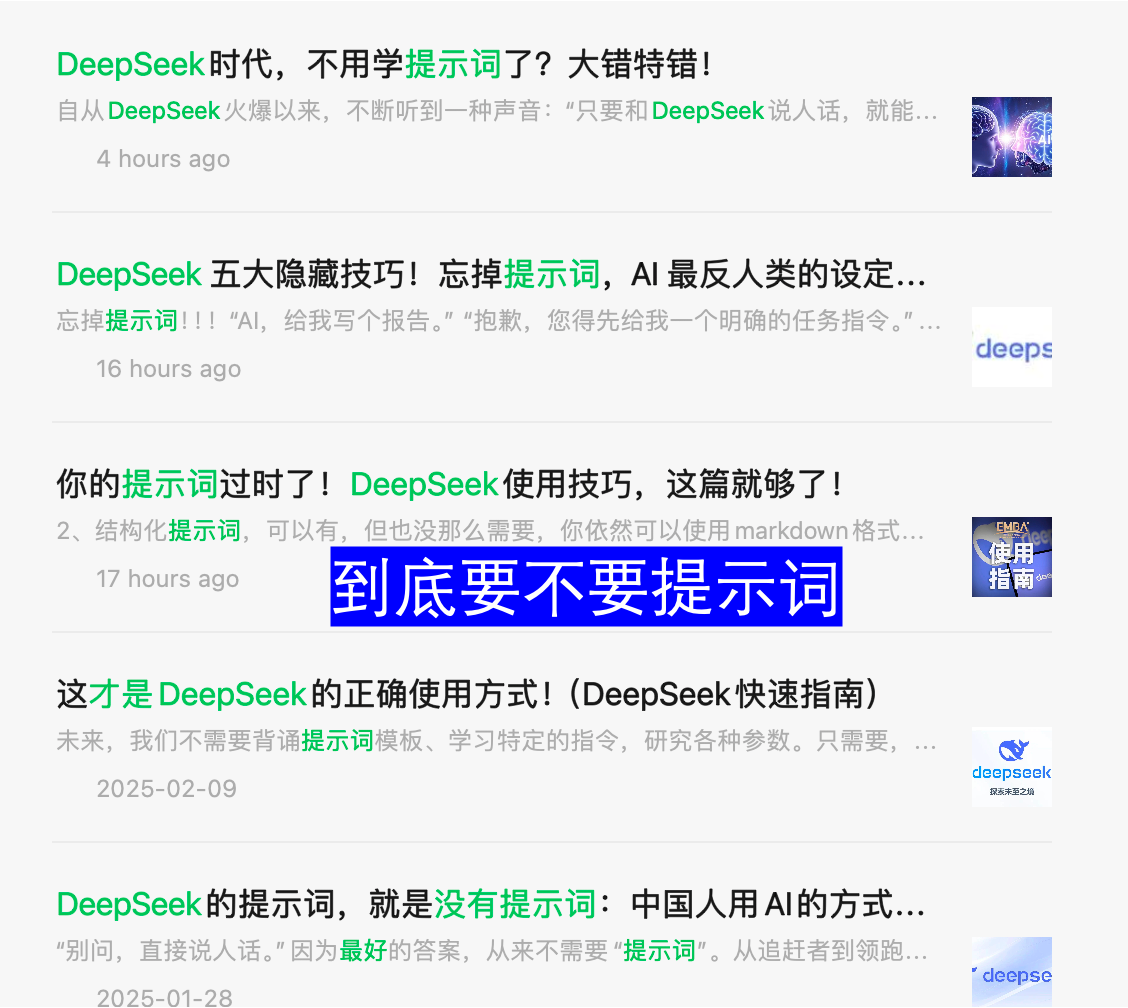 DeepSeek时代，不用学提示词了？大错特错！
自从DeepSeek火爆以来，不断听到一种声音：“只要和DeepSeek说人话，就能...
AI
4 hours ago
DeepSeek 五大隐藏技巧！忘掉提示词，AI 最反人类的设定...
忘掉提示词！！！“AI，给我写个报告。” “抱歉，您得先给我一个明确的任务指令。” ...
deeps
16 hours ago
你的提示词过时了！DeepSeek使用技巧，这篇就够了！
2、结构化提示词，可以有，但也没那么需要，你依然可以使用markdown格式...
EMBA
使用
指南
17 hours ago
到底要不要提示词
这才是DeepSeek的正确使用方式！（DeepSeek快速指南）
未来，我们不需要背诵提示词模板、学习特定的指令，研究各种参数。只需要，...
deepseek
探索未至之境
2025-02-09
DeepSeek的提示词，就是没有提示词：中国人用AI的方式...
“别问，直接说人话。” 因为最好的答案，从来不需要 “提示词” 。从追赶者到领跑...
deepse
2025-01-28